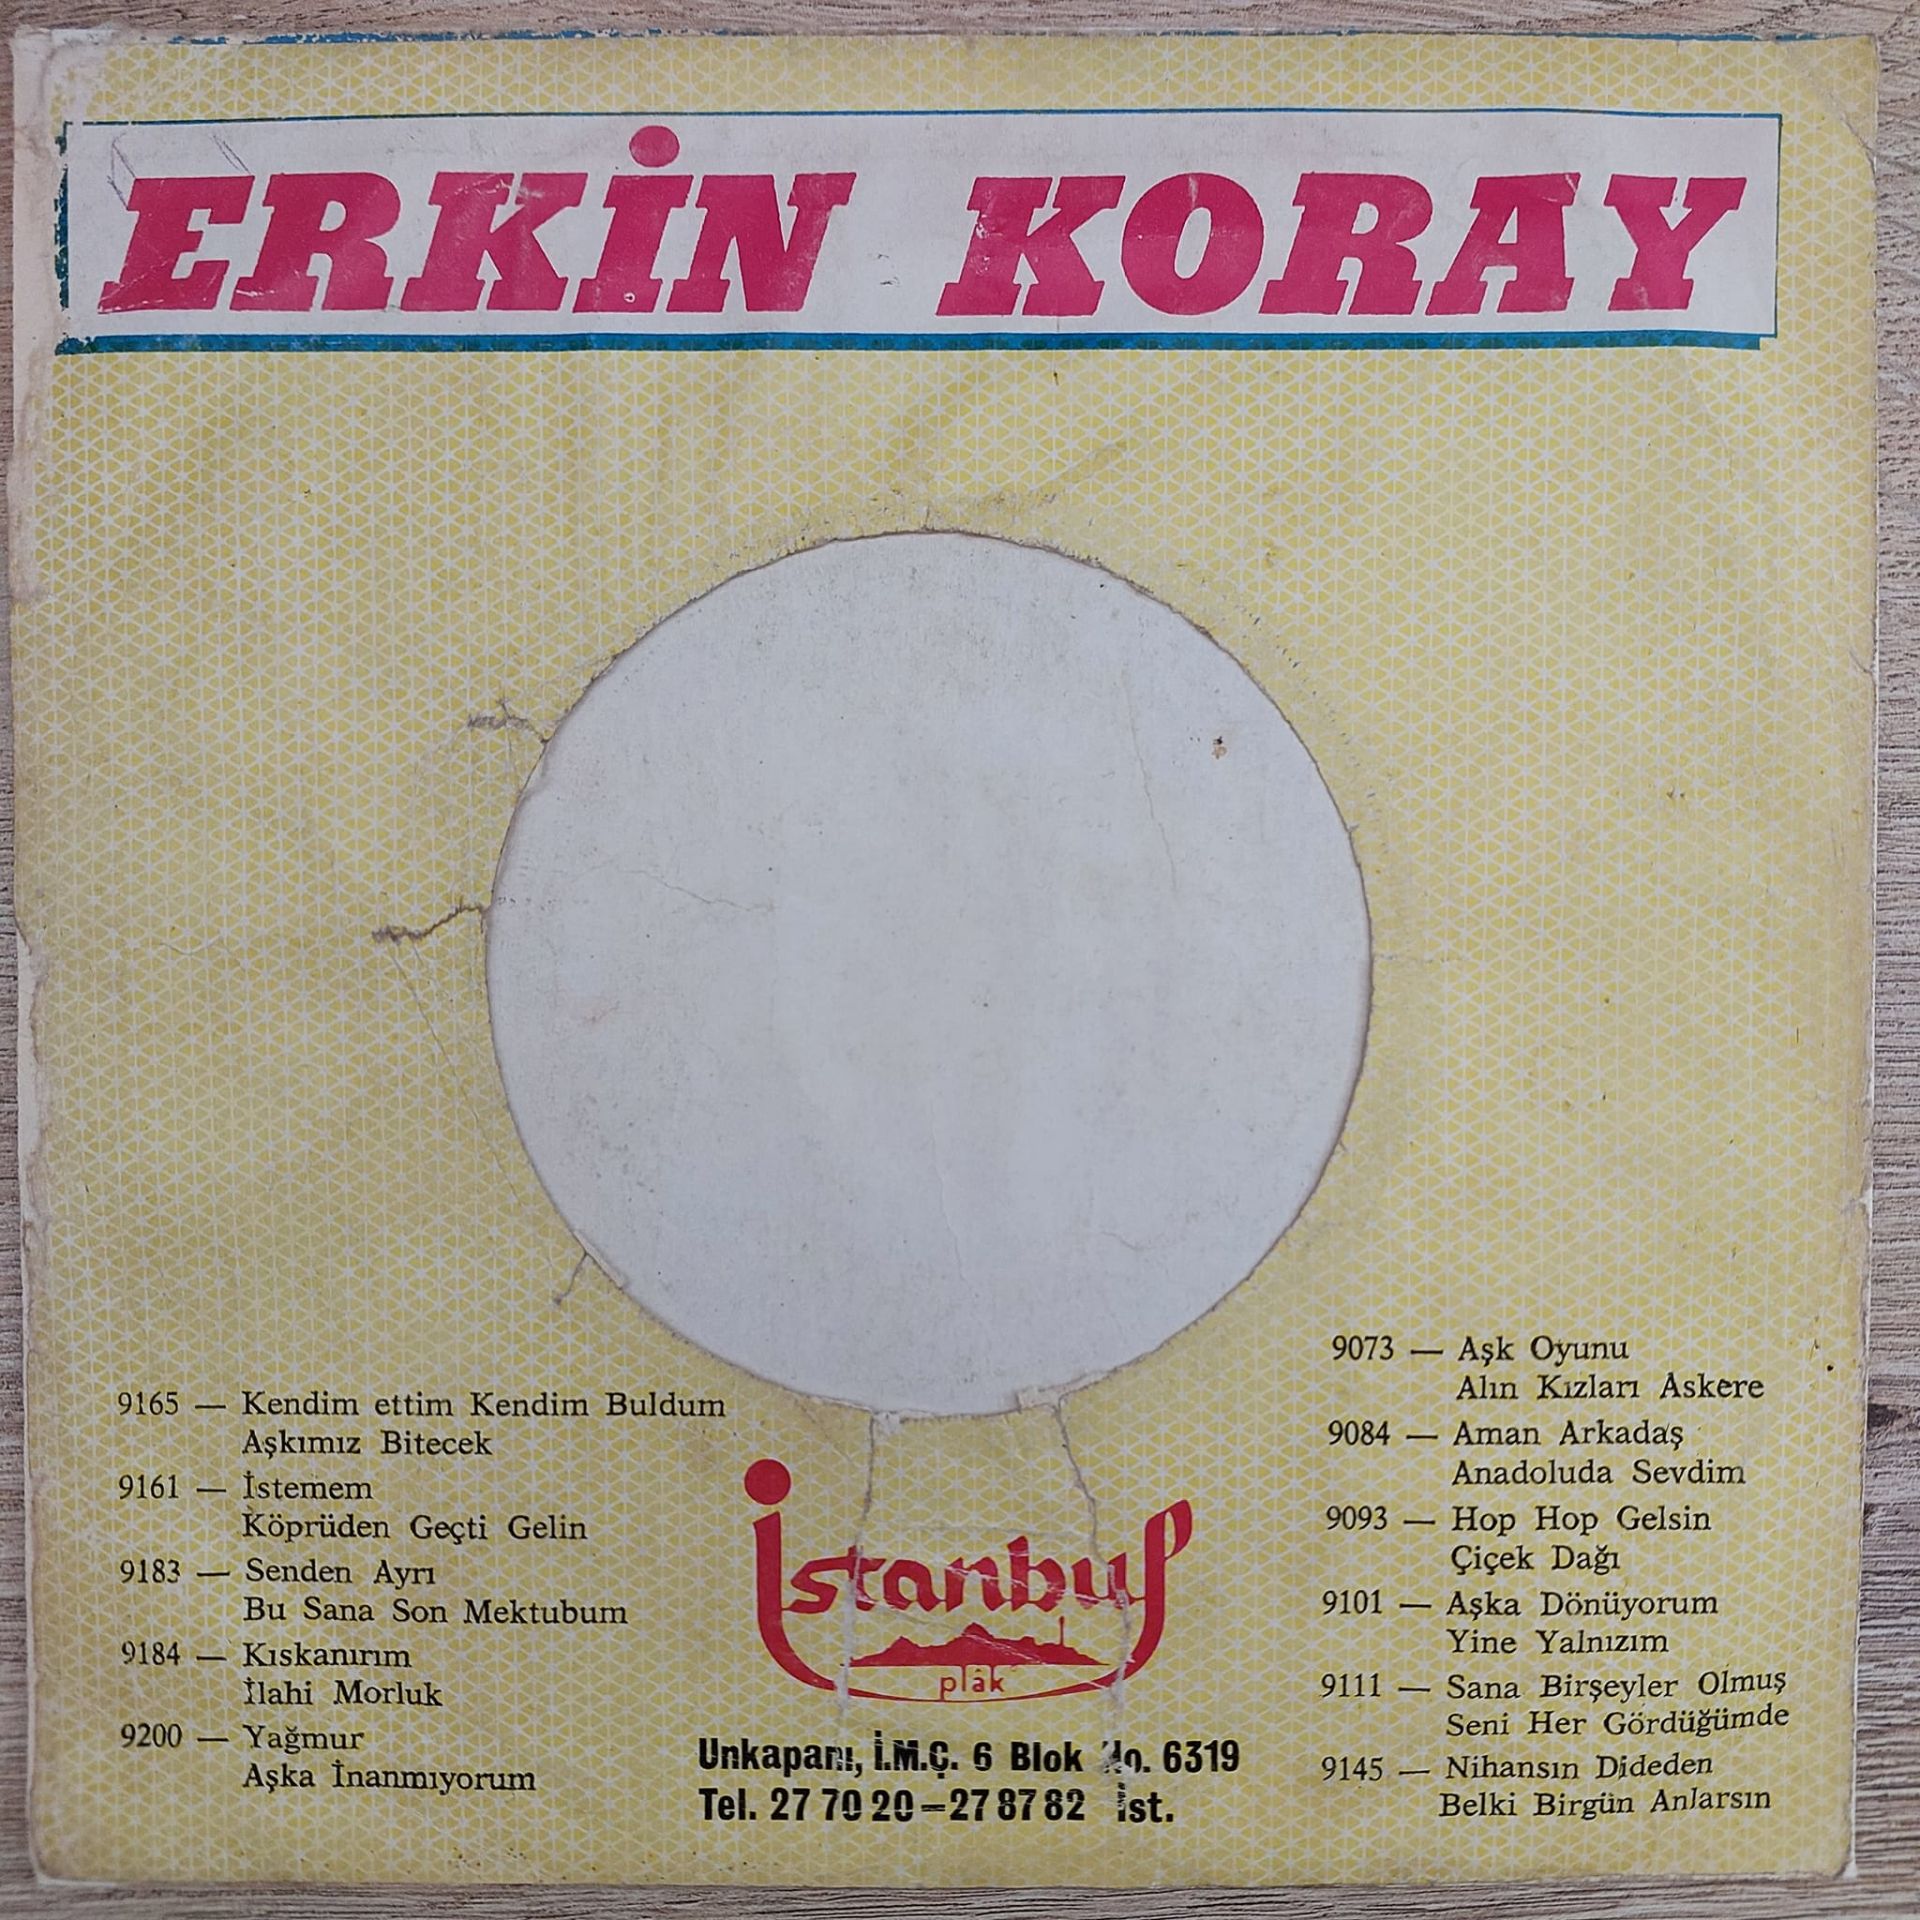 ERKİN KORAY
9165 — Kendim ettim Kendim Buldum
Aşkımız Bitecek
9161 — İstemem
Köprüden Geçti Gelin
9183 — Senden Ayrı
Bu Sana Son Mektubum
9184 — Kıskanırım
İlahi Morluk
9200 — Yağmur
Aşka İnanmıyorum
istanbul
plâk
Unkapanı, İ.M.Ç. 6 Blok No. 6319
Tel. 27 70 20–27 87 82 İst.
9073 — Aşk Oyunu
Alın Kızları Askere
9084 — Aman Arkadaş
Anadoluda Sevdim
9093 — Hop Hop Gelsin
Çiçek Dağı
9101 — Aşka Dönüyorum
Yine Yalnızım
9111 — Sana Birşeyler Olmuş
Seni Her Gördüğümde
9145 — Nihansın Dideden
Belki Birgün Anlarsın